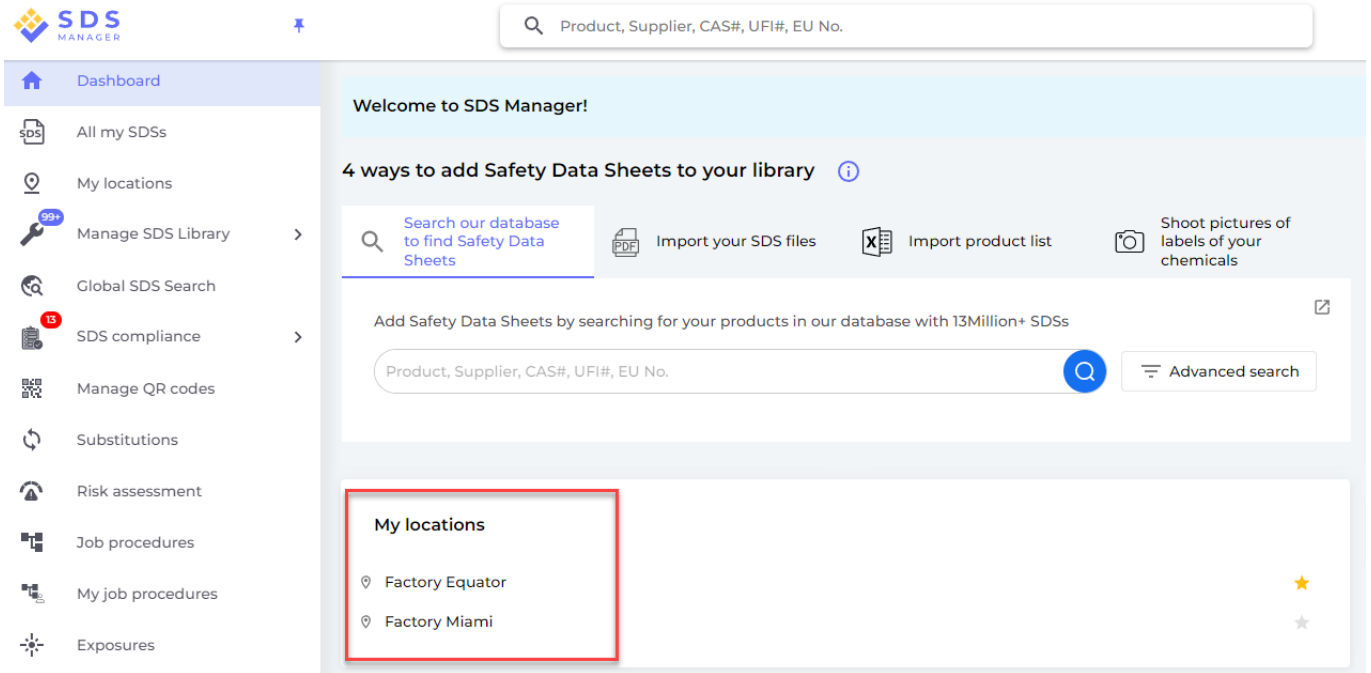 SDS
MANAGER
Product, Supplier, CAS#, UFI#, EU No.
Dashboard
SDS
All my SDSs
My locations
99+
Manage SDS Library
Global SDS Search
13
SDS compliance
Manage QR codes
Substitutions
Risk assessment
Job procedures
My job procedures
Exposures
Welcome to SDS Manager!
4 ways to add Safety Data Sheets to your library
Search our database
to find Safety Data
Sheets
PDF
Import your SDS files
X
Import product list
Shoot pictures of
labels of your
chemicals
Add Safety Data Sheets by searching for your products in our database with 13Million+ SDSs
Product, Supplier, CAS#, UFI#, EU No.
Advanced search
My locations
Factory Equator
Factory Miami